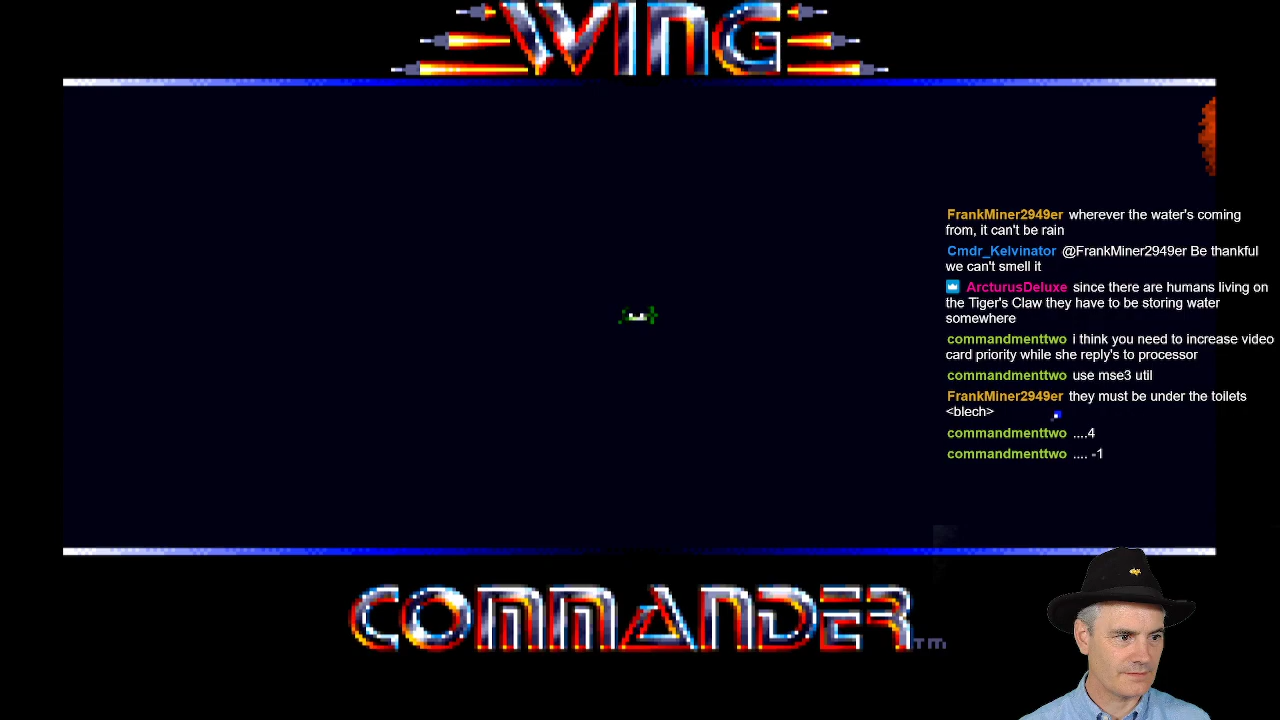 WING
FrankMiner2949er wherever the water's coming
from, it can't be rain
Cmdr_Kelvinator @FrankMiner2949er Be thankful
we can't smell it
ArcturusDeluxe since there are humans living on
the Tiger's Claw they have to be storing water
somewhere
commandmenttwo i think you need to increase video
card priority while she reply's to processor
commandmenttwo use mse3 util
FrankMiner2949er they must be under the toilets
<blech>
commandmenttwo ....4
commandmenttwo .... -1
COMMANDER TM